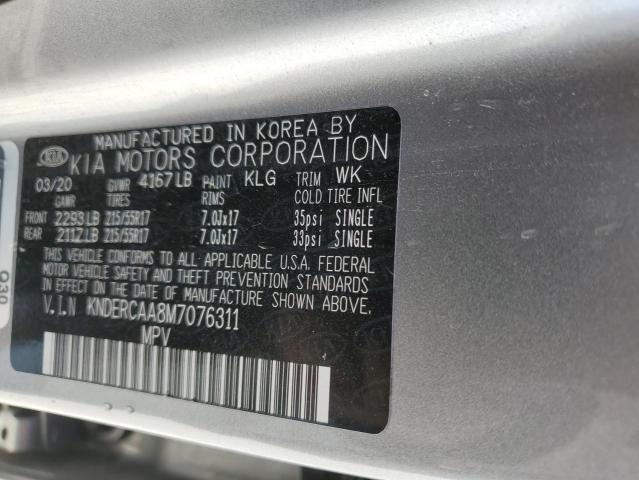 MANUFACTURED IN KOREA BY
KIA KIA MOTORS CORPORATION
03/20 GVWR 4167LB PAINT KLG TRIM WK
GAWR TIRES RIMS COLD TIRE INFL
FRONT 2293LB 215/55R17 7.0Jx17 35psi SINGLE
REAR 2117LB 215/55R17 7.0Jx17 33psi SINGLE
THIS VEHICLE CONFORMS TO ALL APPLICABLE U.S.A. FEDERAL
MOTOR VEHICLE SAFETY AND THEFT PREVENTION STANDARDS
IN EFFECT ON THE DATE OF MANUFACTURE SHOWN ABOVE.
V.I.N KNDERCAA8M7076311
MPV
Q30